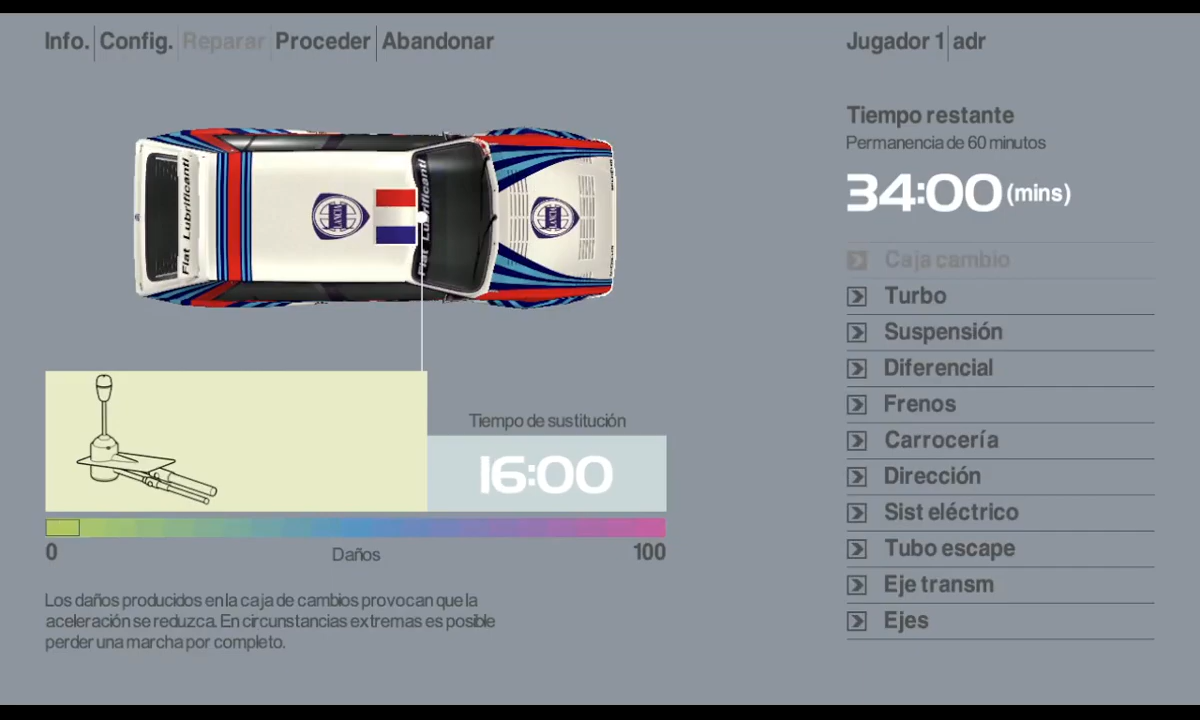 Info. Config. Reparar Proceder Abandonar
Jugador 1 adr
Tiempo restante
Permanencia de 60 minutos
34:00 (mins)
Caja cambio
Turbo
Suspensión
Diferencial
Frenos
Carrocería
Dirección
Sist eléctrico
Tubo escape
Eje transm
Ejes
Fiat Lubrificanti
LANCIA
Fiat Lubrificanti
LANCIA
Tiempo de sustitución
16:00
0 Daños 100
Los daños producidos en la caja de cambios provocan que la
aceleración se reduzca. En circunstancias extremas es posible
perder una marcha por completo.